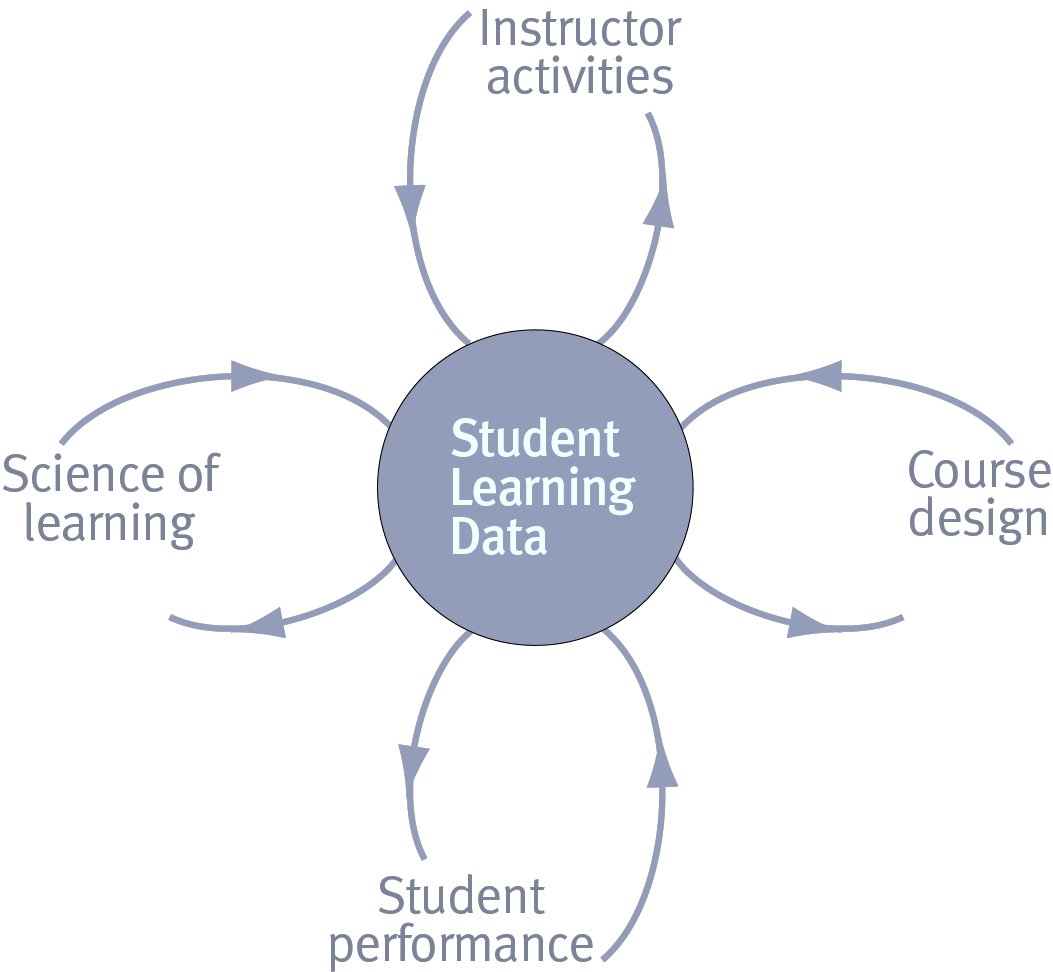 Instructor
activities
Student
Learning
Data
Science of
learning
Course
design
Student
performance